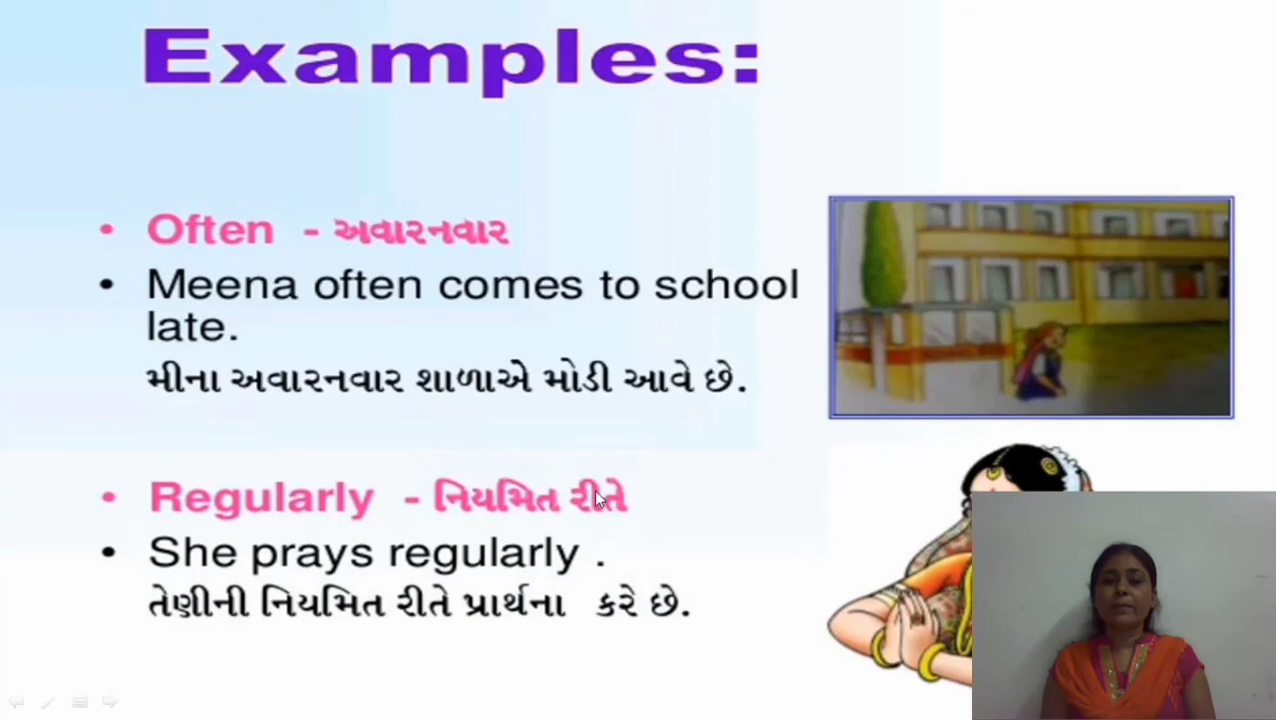 Examples:
• Often - અવારનવાર
• Meena often comes to school
late.
મીના અવારનવાર શાળાએ મોડી આવે છે.
• Regularly - નિયમિત રીતે
• She prays regularly .
તેણીની નિયમિત રીતે પ્રાર્થના કરે છે.